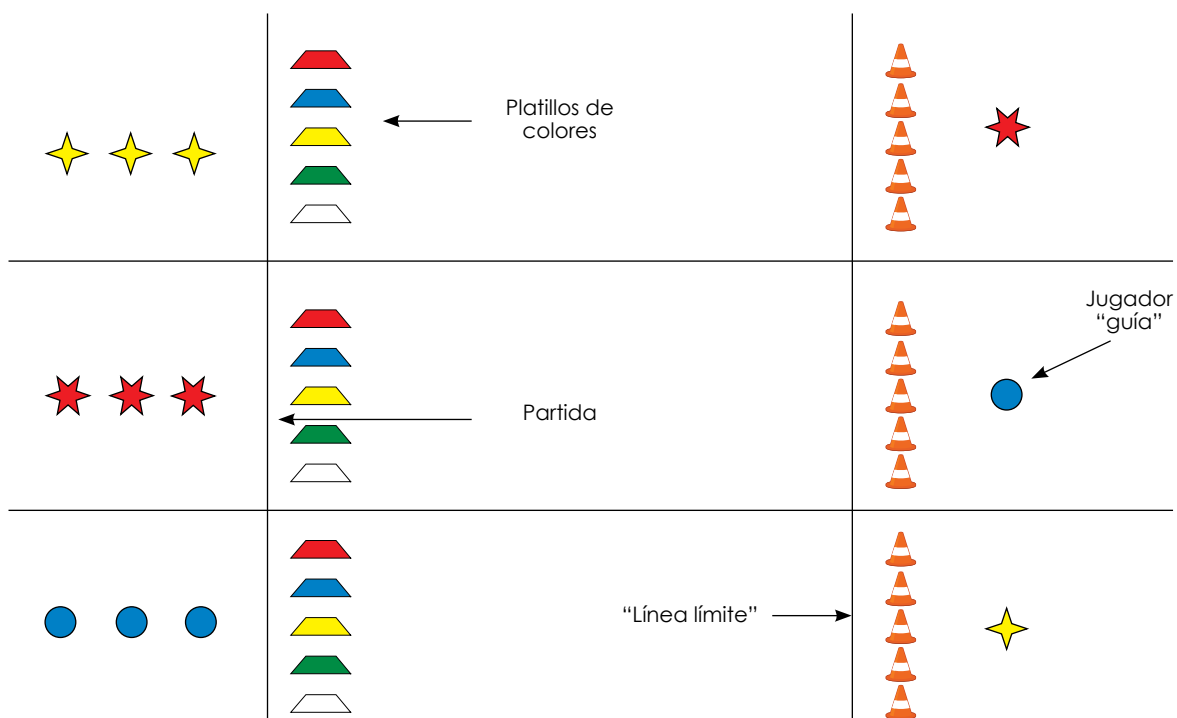 Platillos de
colores
Jugador
“guía”
Partida
“Línea límite”